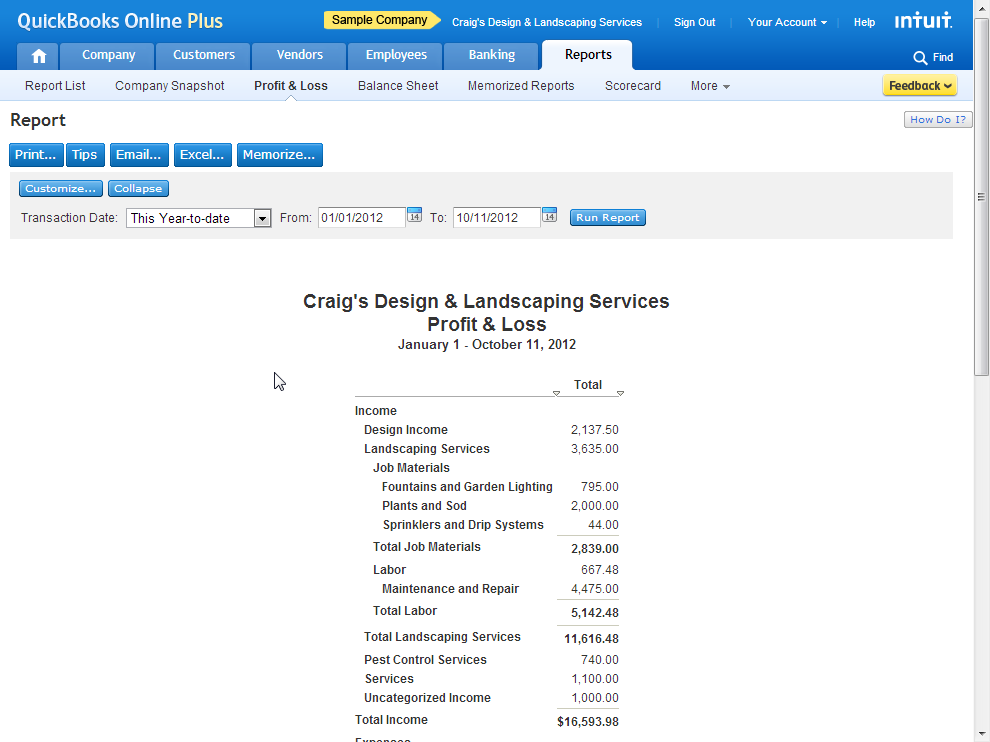 QuickBooks Online Plus
Sample Company
Craig's Design & Landscaping Services
Sign Out
Your Account
Help
intuit.
Company
Customers
Vendors
Employees
Banking
Reports
Find
Report List
Company Snapshot
Profit & Loss
Balance Sheet
Memorized Reports
Scorecard
More
Feedback
Report
How Do I?
Print...
Tips
Email...
Excel...
Memorize...
Customize...
Collapse
Transaction Date: This Year-to-date From: 01/01/2012 14 To: 10/11/2012 14 Run Report
Craig's Design & Landscaping Services
Profit & Loss
January 1 - October 11, 2012
Total
Income
Design Income 2,137.50
Landscaping Services 3,635.00
Job Materials
Fountains and Garden Lighting 795.00
Plants and Sod 2,000.00
Sprinklers and Drip Systems 44.00
Total Job Materials 2,839.00
Labor 667.48
Maintenance and Repair 4,475.00
Total Labor 5,142.48
Total Landscaping Services 11,616.48
Pest Control Services 740.00
Services 1,100.00
Uncategorized Income 1,000.00
Total Income $16,593.98
Expenses